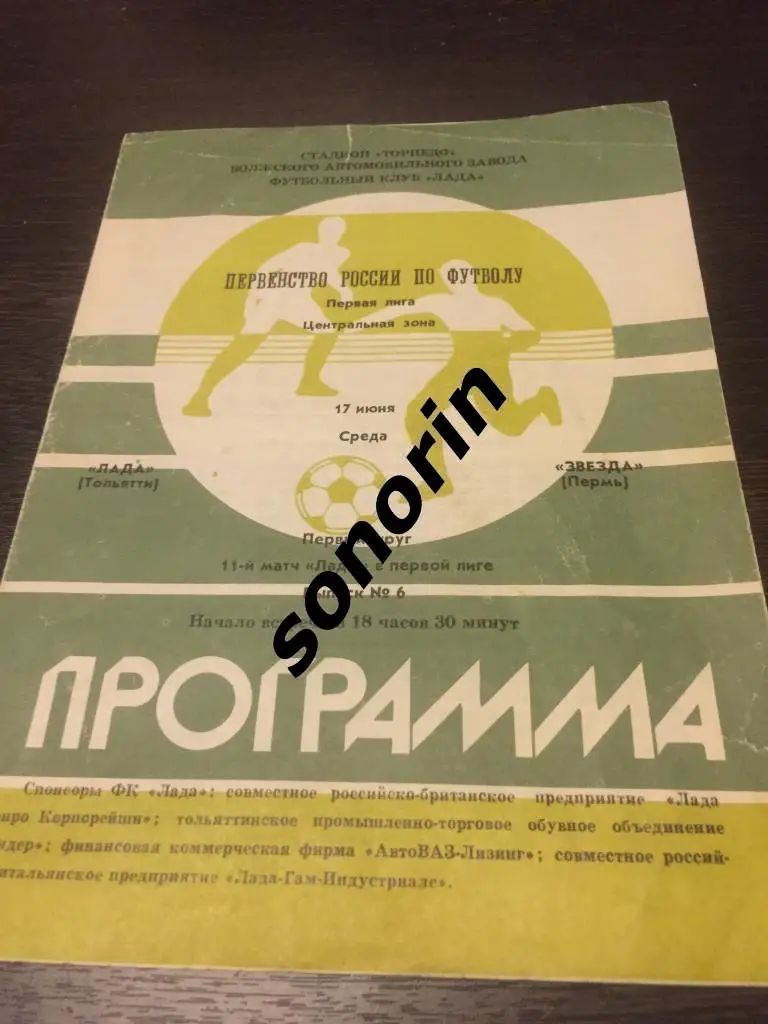 СТАДИОН «ТОРПЕДО»
ВОЛЖСКОГО АВТОМОБИЛЬНОГО ЗАВОДА
ФУТБОЛЬНЫЙ КЛУБ «ЛАДА»
ПЕРВЕНСТВО РОССИИ ПО ФУТБОЛУ
Первая лига
Центральная зона
17 июня
Среда
«ЛАДА»
(Тольятти)
«ЗВЕЗДА»
(Пермь)
круг
11-й матч в первой лиге
№ 6
Начало 18 часов 30 минут
ПРОГРАММА
Спонсоры ФК «Лада»: совместное российско-британское предприятие «Лада
Корпорейшн»; тольяттинское промышленно-торговое обувное объединение
финансовая коммерческая фирма «АвтоВАЗ-Лизинг»; совместное россий-
предприятие «Лада-Гам-Индустриале».
sonorin